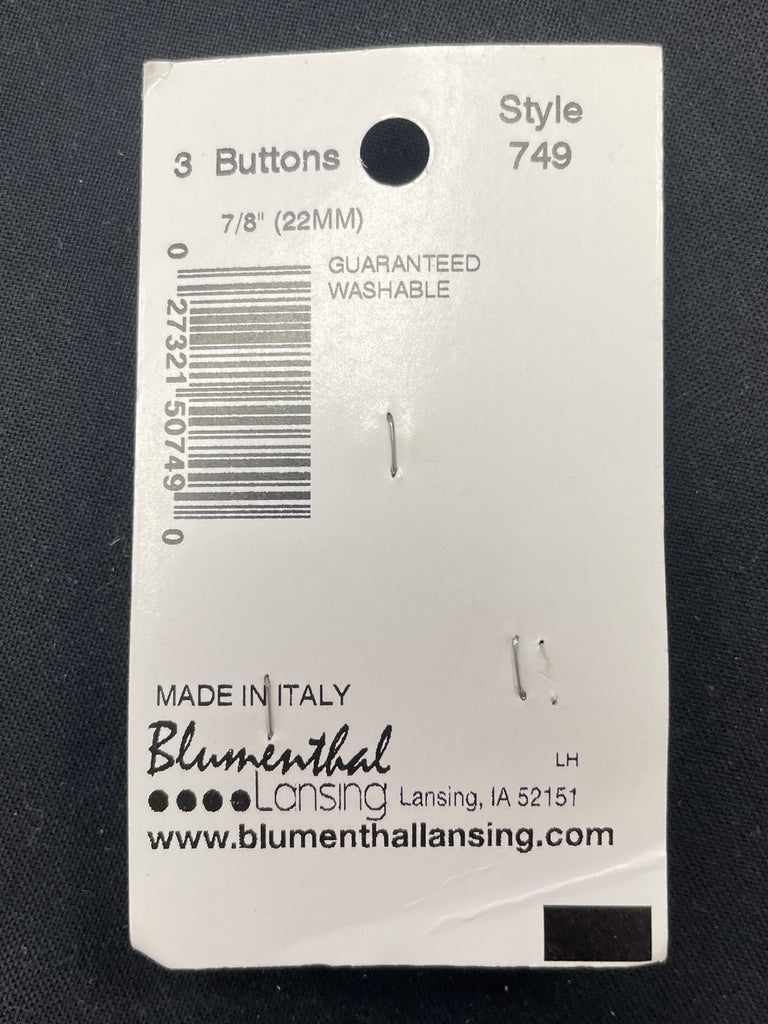 Style
749
3 Buttons
7/8" (22MM)
GUARANTEED
WASHABLE
0 27321 50749 0
MADE IN ITALY
Blumenthal
Lansing
LH
Lansing, IA 52151
www.blumenthallansing.com